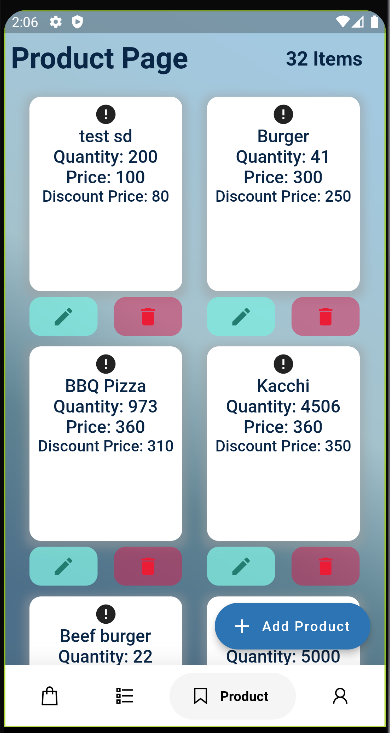 2:06
Product Page
32 Items
test sd
Quantity: 200
Price: 100
Discount Price: 80
Burger
Quantity: 41
Price: 300
Discount Price: 250
BBQ Pizza
Quantity: 973
Price: 360
Discount Price: 310
Kacchi
Quantity: 4506
Price: 360
Discount Price: 350
Beef burger
Quantity: 22
Quantity: 5000
Add Product
Product